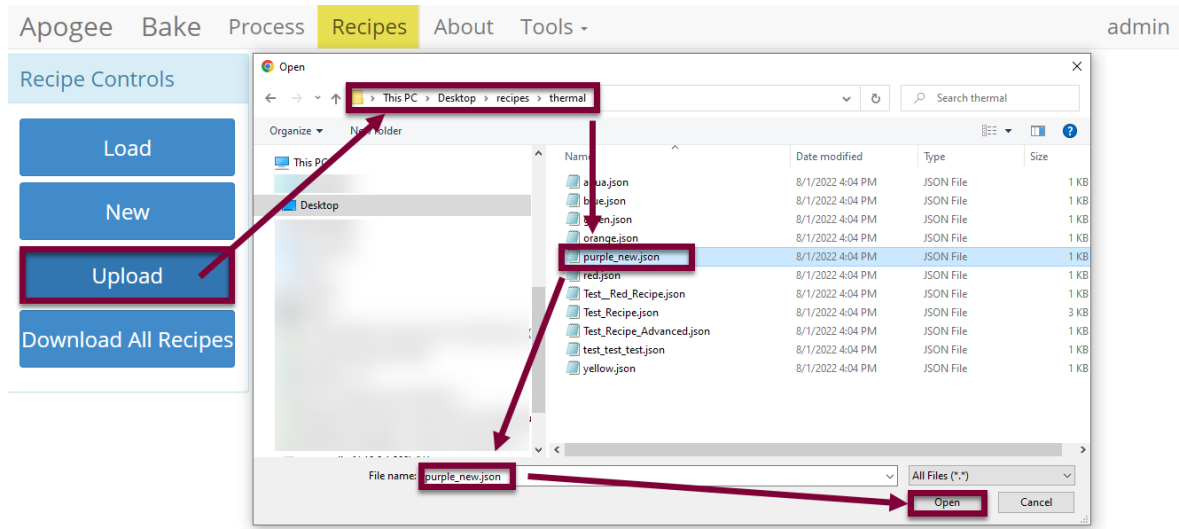 Apogee Bake Process Recipes About Tools admin
Recipe Controls
Load
New
Upload
Download All Recipes
Open
This PC > Desktop > recipes > thermal
Search thermal
Organize New folder
This PC
Desktop
Name Date modified Type Size
aqua.json 8/1/2022 4:04 PM JSON File 1 KB
blue.json 8/1/2022 4:04 PM JSON File 1 KB
green.json 8/1/2022 4:04 PM JSON File 1 KB
orange.json 8/1/2022 4:04 PM JSON File 1 KB
purple_new.json 8/1/2022 4:04 PM JSON File 1 KB
red.json 8/1/2022 4:04 PM JSON File 1 KB
Test__Red_Recipe.json 8/1/2022 4:04 PM JSON File 1 KB
Test_Recipe.json 8/1/2022 4:04 PM JSON File 3 KB
Test_Recipe_Advanced.json 8/1/2022 4:04 PM JSON File 1 KB
test_test_test.json 8/1/2022 4:04 PM JSON File 1 KB
yellow.json 8/1/2022 4:04 PM JSON File 1 KB
File name: purple_new.json All Files (*.*)
Open Cancel